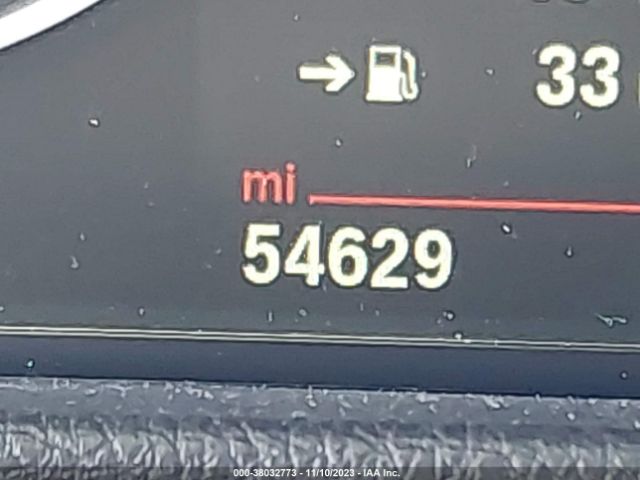 → 33
mi
54629
000-38032773 - 11/10/2023 - IAA Inc.